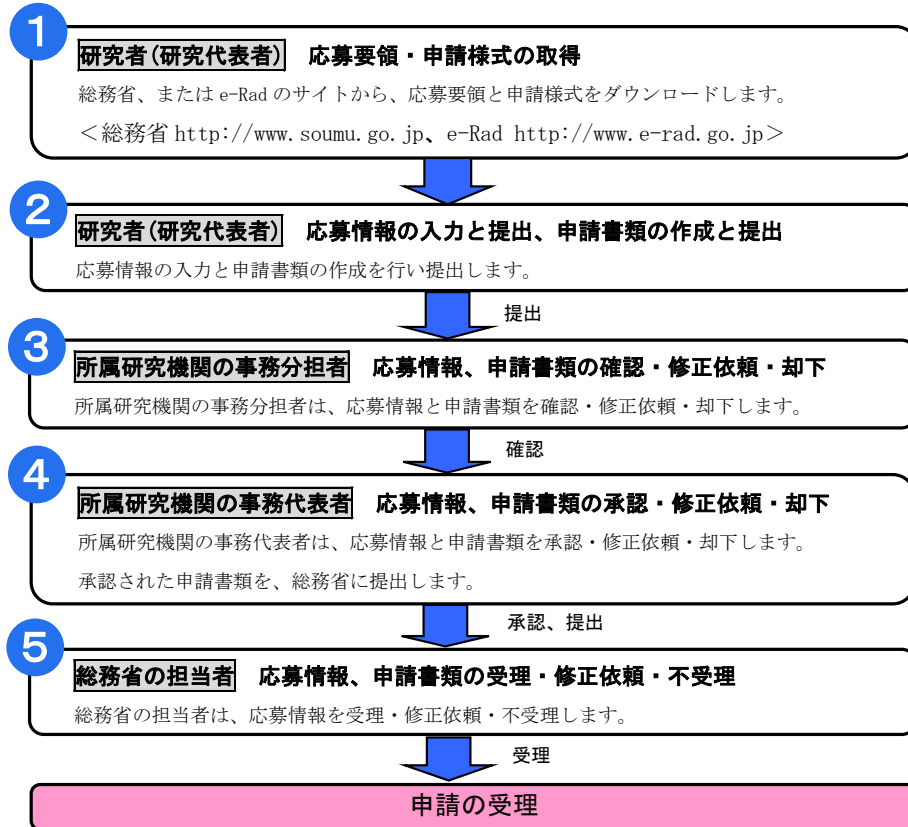 1
研究者(研究代表者) 応募要領・申請様式の取得
総務省、または e-Rad のサイトから、応募要領と申請様式をダウンロードします。
＜総務省 http://www.soumu.go.jp、e-Rad http://www.e-rad.go.jp＞
2
研究者(研究代表者) 応募情報の入力と提出、申請書類の作成と提出
応募情報の入力と申請書類の作成を行い提出します。
提出
3
所属研究機関の事務分担者 応募情報、申請書類の確認・修正依頼・却下
所属研究機関の事務分担者は、応募情報と申請書類を確認・修正依頼・却下します。
確認
4
所属研究機関の事務代表者 応募情報、申請書類の承認・修正依頼・却下
所属研究機関の事務代表者は、応募情報と申請書類を承認・修正依頼・却下します。
承認された申請書類を、総務省に提出します。
承認、提出
5
総務省の担当者 応募情報、申請書類の受理・修正依頼・不受理
総務省の担当者は、応募情報を受理・修正依頼・不受理します。
受理
申請の受理